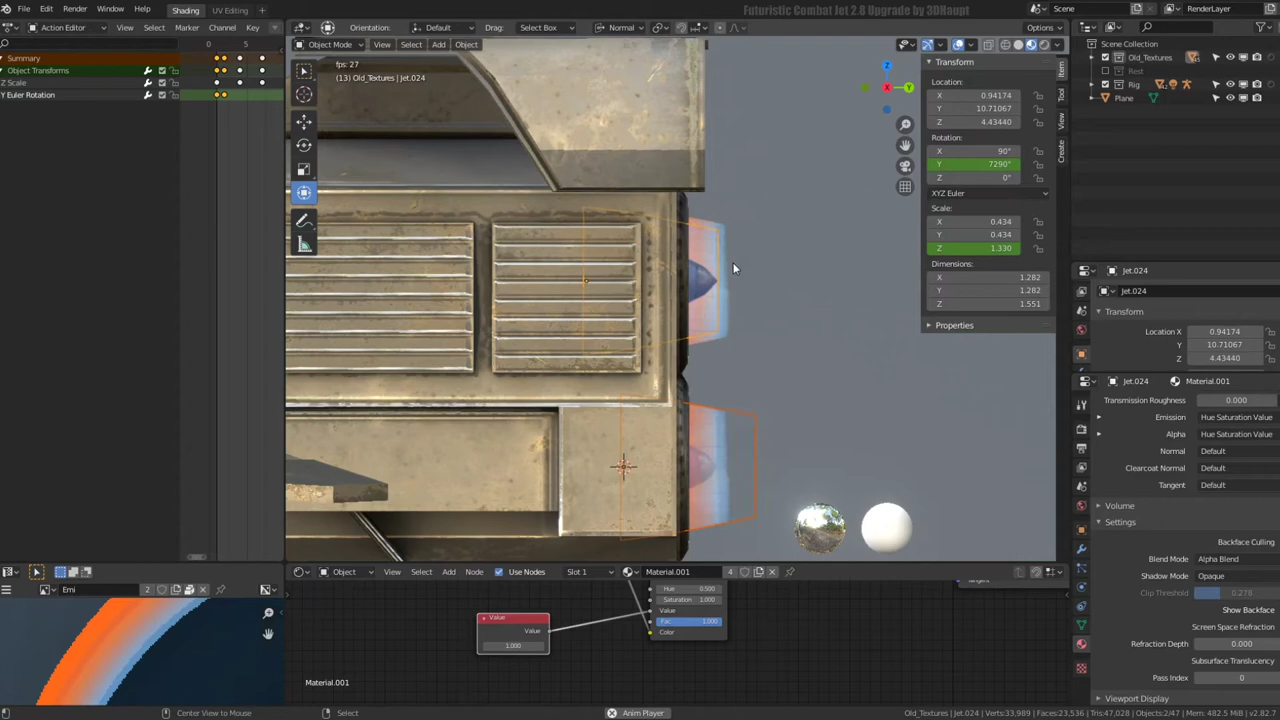 File Edit Render Window Help Shading UV Editing Futuristic Combat Jet 2.8 Upgrade by 3DHaupt Scene RenderLayer
Action Editor View Select Marker Key 0 5 Orientation: Default Drag: Select Box Normal Options
Object Mode View Select Add Object
Summary
Object Transforms
Z Scale
Y Euler Rotation
fps: 27
(13) Old_Textures | Jet.024
Z
X
Y
Transform
Location:
X 0.94174
Y 10.71067
Z 4.43440
Rotation:
X 90°
Y 7290°
Z 0°
XYZ Euler
Scale:
X 0.434
Y 0.434
Z 1.330
Dimensions:
X 1.282
Y 1.282
Z 1.551
Properties
Item
Tool
View
Create
Scene Collection
Old_Textures
Rest
Rig
Plane
Jet.024
Jet.024
Transform
Location X 0.94174
Y 10.71067
Z 4.43440
Jet.024 Material.001
Transmission Roughness 0.000
Emission Hue Saturation Value
Alpha Hue Saturation Value
Normal Default
Clearcoat Normal Default
Tangent Default
Volume
Settings
Backface Culling
Blend Mode Alpha Blend
Shadow Mode Opaque
Clip Threshold 0.278
Show Backface
Screen Space Refraction
Refraction Depth 0.000
Subsurface Translucency
Pass Index 0
Viewport Display
Object View Select Add Node Use Nodes Slot 1 Material.001 4
Emi 2
Hue 0.500
Saturation 1.000
Value
Fac 1.000
Color
Tangent
Value
Value
1.000
Material.001
Center View to Mouse Select Anim Player Old_Textures | Jet.024 | Verts:33,989 | Faces:23,536 | Tris:47,028 | Objects:2/47 | Mem: 482.5 MiB | v2.82.7